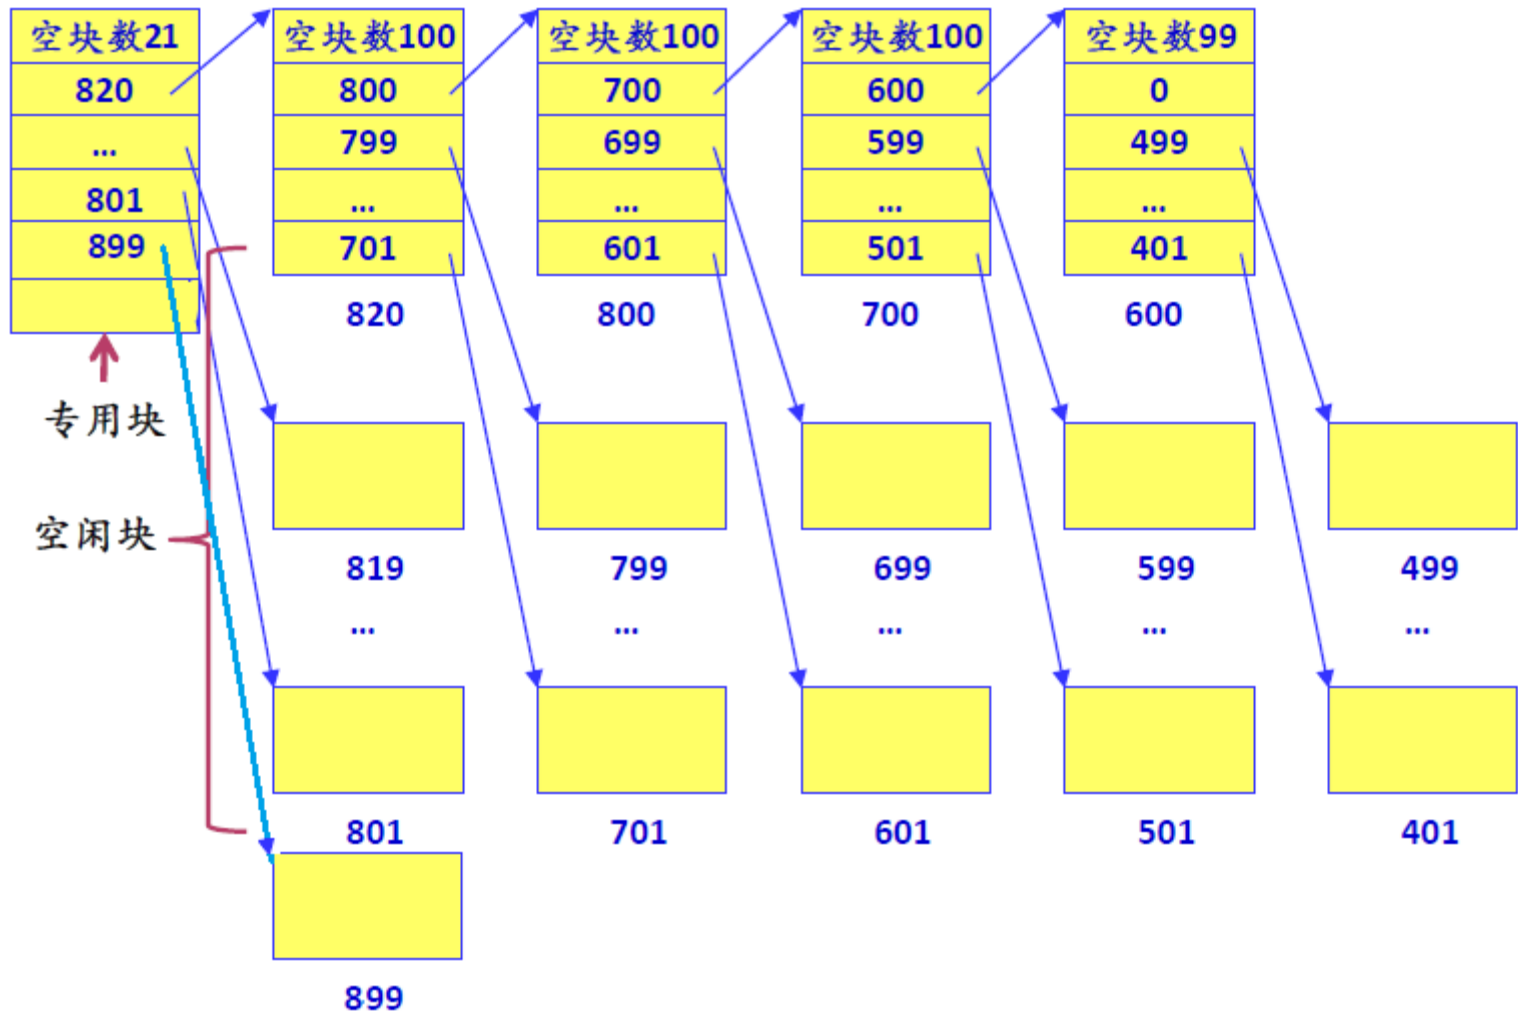 空块数21 空块数100 空块数100 空块数100 空块数99
820 800 700 600 0
... 799 699 599 499
801 ... ... ... ...
899 701 601 501 401
820 800 700 600
专用块
空闲块
819 799 699 599 499
... ... ... ... ...
801 701 601 501 401
899